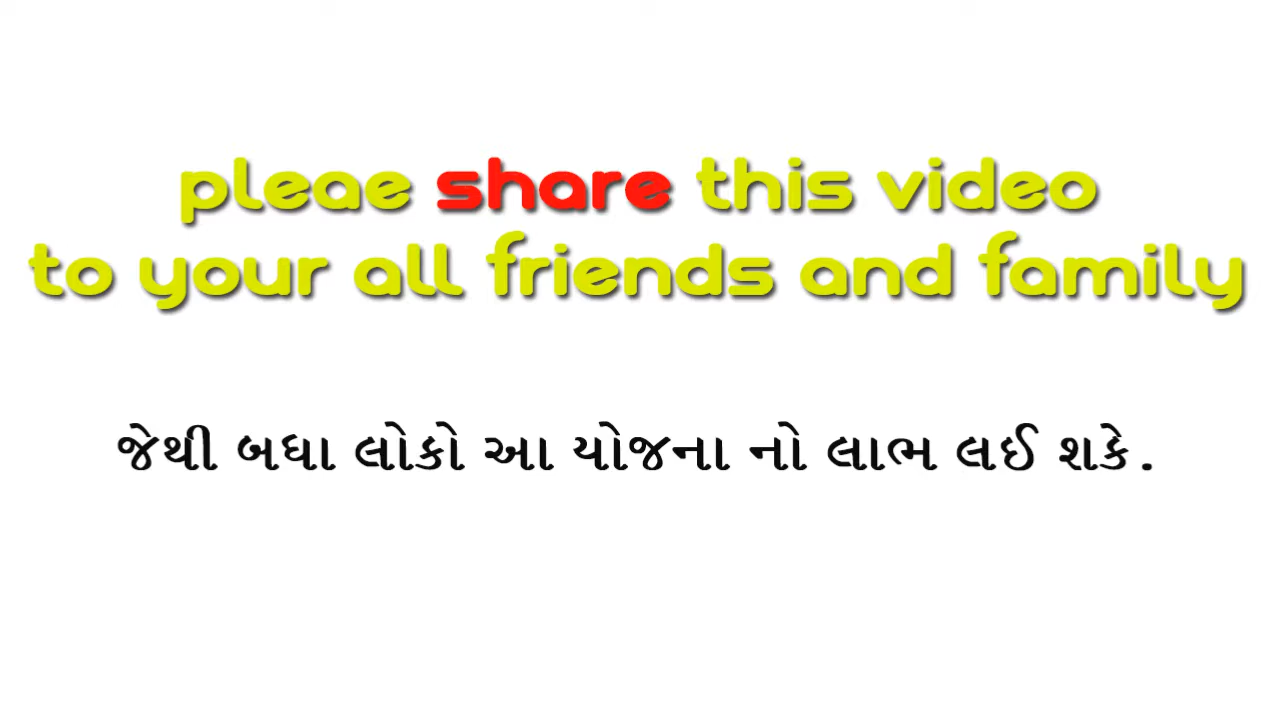 pleae share this video
to your all friends and family
જેથી બધા લોકો આ યોજના નો લાભ લઈ શકે.